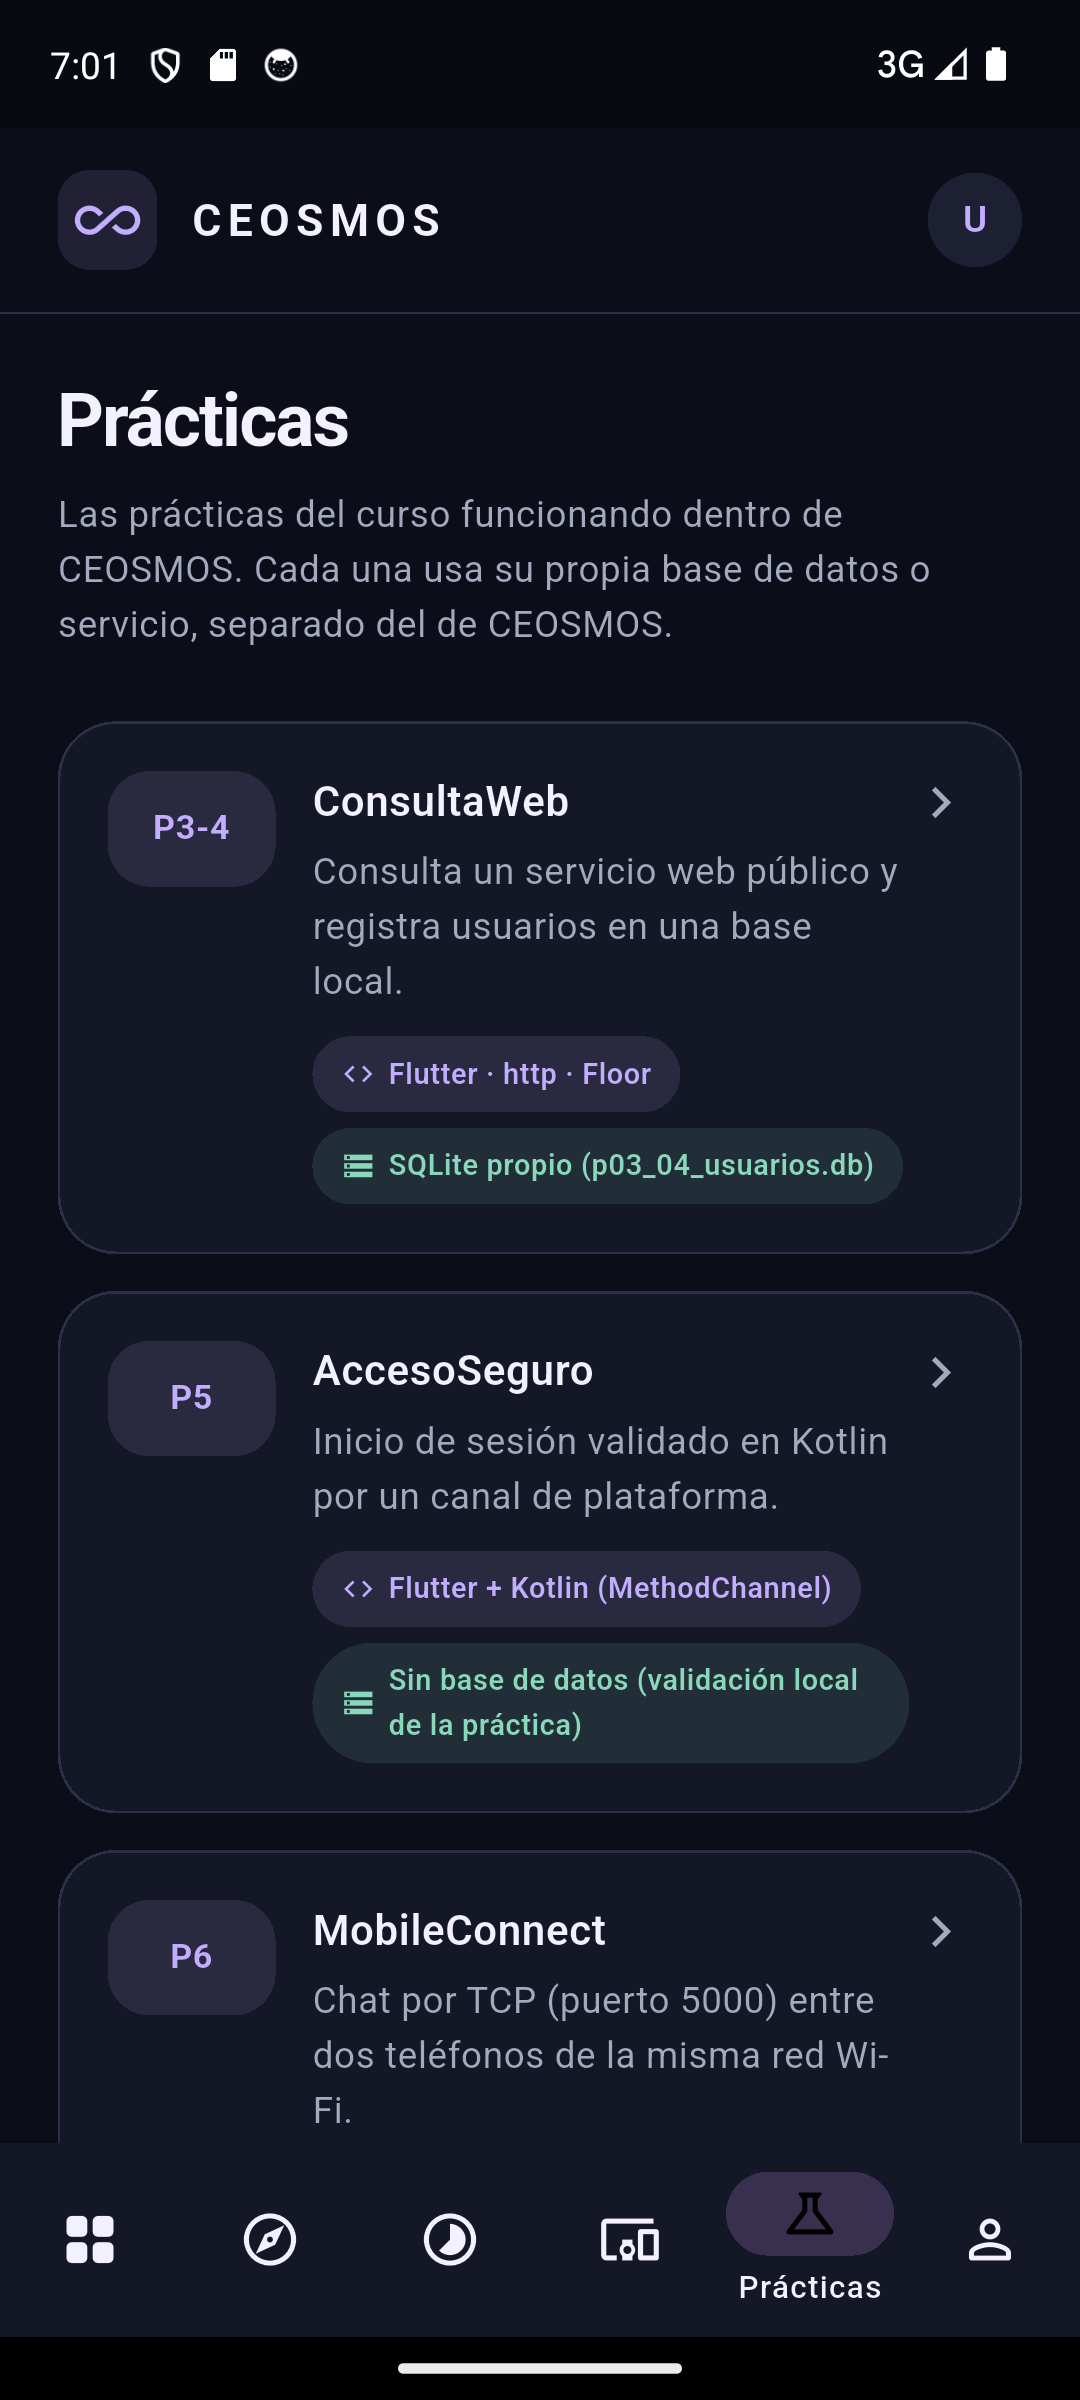 7:01
3G
CEOSMOS
U
Prácticas
Las prácticas del curso funcionando dentro de
CEOSMOS. Cada una usa su propia base de datos o
servicio, separado del de CEOSMOS.
P3-4
ConsultaWeb
Consulta un servicio web público y
registra usuarios en una base
local.
Flutter · http · Floor
SQLite propio (p03_04_usuarios.db)
P5
AccesoSeguro
Inicio de sesión validado en Kotlin
por un canal de plataforma.
Flutter + Kotlin (MethodChannel)
Sin base de datos (validación local
de la práctica)
P6
MobileConnect
Chat por TCP (puerto 5000) entre
dos teléfonos de la misma red Wi-
Fi.
Prácticas